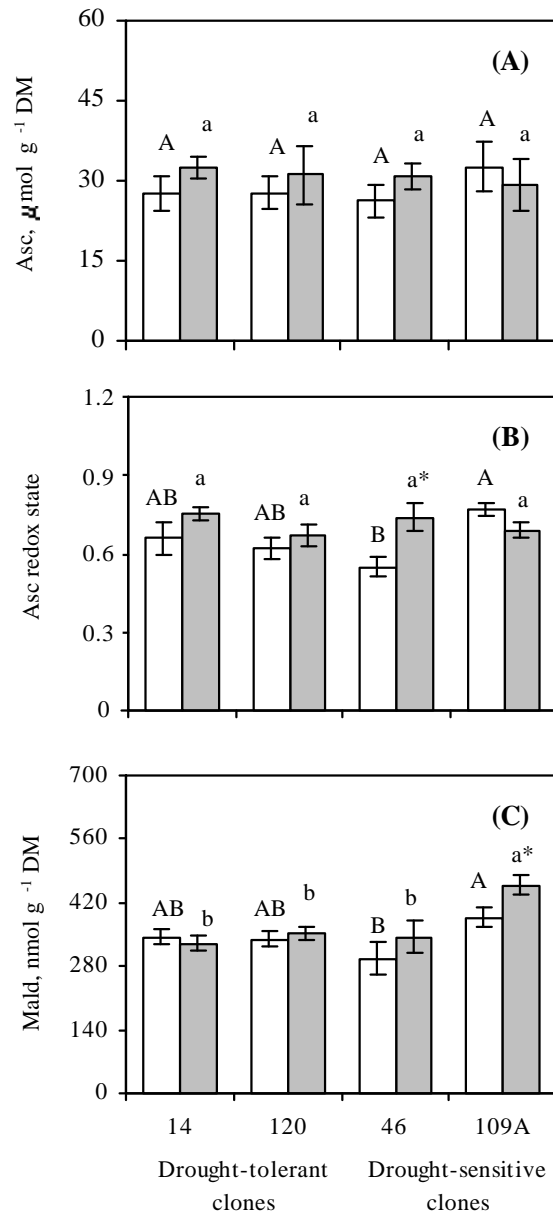 60
(A)
45
A a A a A a A a
30
15
0
Asc, µmol g -1 DM
1.2
(B)
0.9
AB a AB a B a* A a
0.6
0.3
0
Asc redox state
700
(C)
560
a*
420
AB b AB b B b A
280
140
0
Mald, nmol g -1 DM
14 120 46 109A
Drought-tolerant clones
Drought-sensitive clones